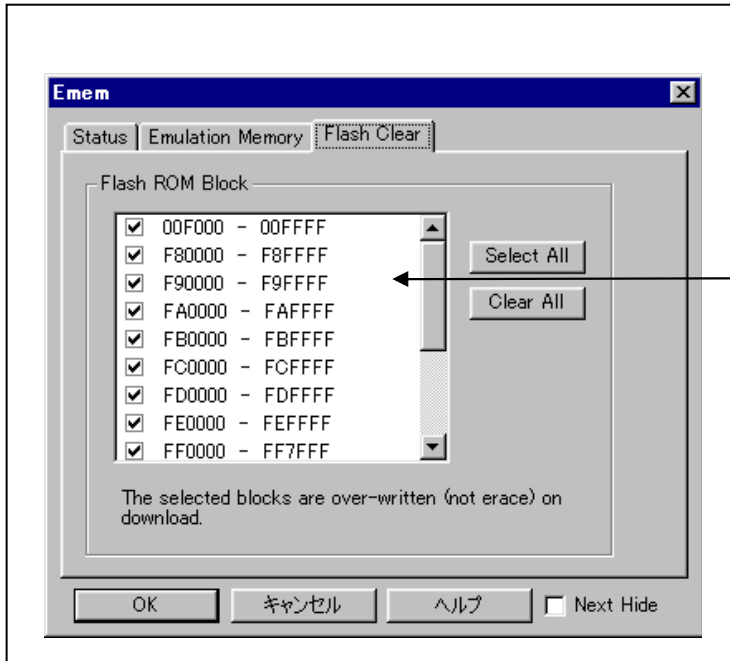 Emem
Status Emulation Memory Flash Clear
Flash ROM Block
00F000 - 00FFFF
F80000 - F8FFFF
F90000 - F9FFFF
FA0000 - FAFFFF
FB0000 - FBFFFF
FC0000 - FCFFFF
FD0000 - FDFFFF
FE0000 - FEFFFF
FF0000 - FF7FFF
Select All
Clear All
The selected blocks are over-written (not erace) on
download.
OK キャンセル ヘルプ Next Hide